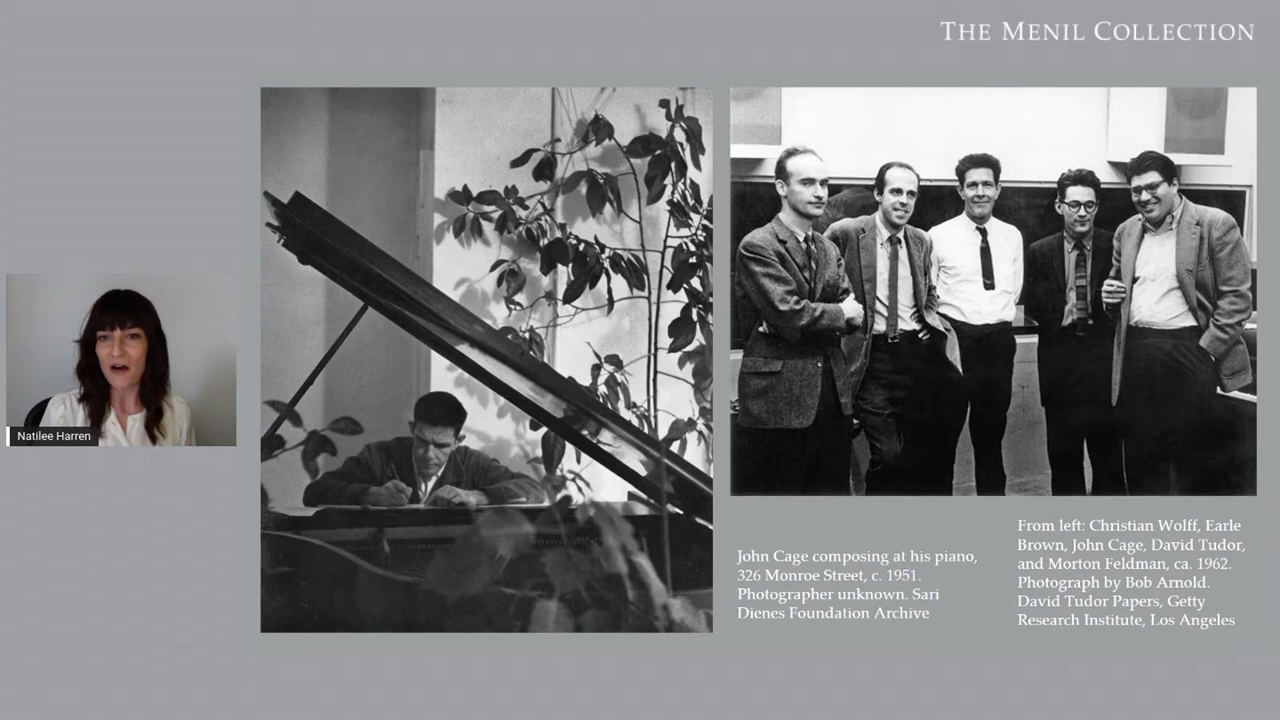 THE MENIL COLLECTION
Natilee Harren
John Cage composing at his piano,
326 Monroe Street, c. 1951.
Photographer unknown. Sari
Dienes Foundation Archive
From left: Christian Wolff, Earle
Brown, John Cage, David Tudor,
and Morton Feldman, ca. 1962.
Photograph by Bob Arnold.
David Tudor Papers, Getty
Research Institute, Los Angeles